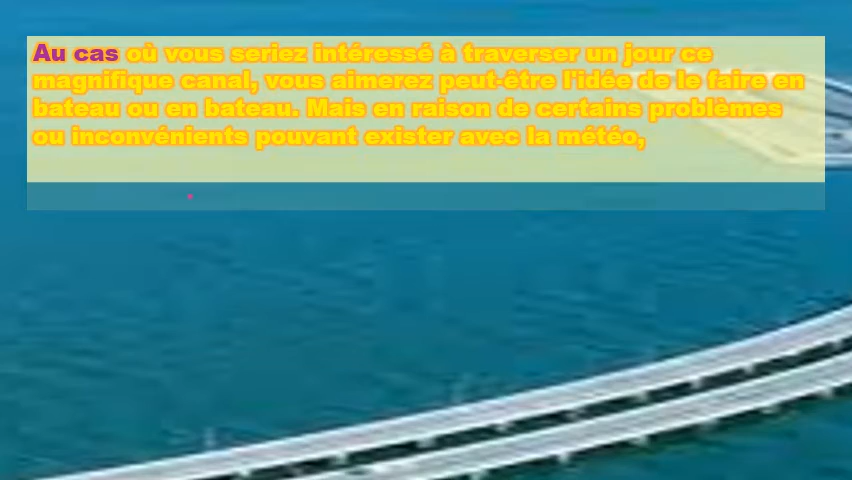 Au cas où vous seriez intéressé à traverser un jour ce
magnifique canal, vous aimerez peut-être l'idée de le faire en
bateau ou en bateau. Mais en raison de certains problèmes
ou inconvénients pouvant exister avec la météo,